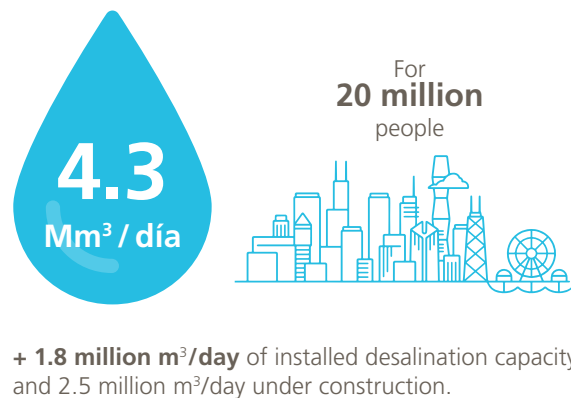 4.3
Mm³ / día
For
20 million
people
+ 1.8 million m³/day of installed desalination capacity
and 2.5 million m³/day under construction.